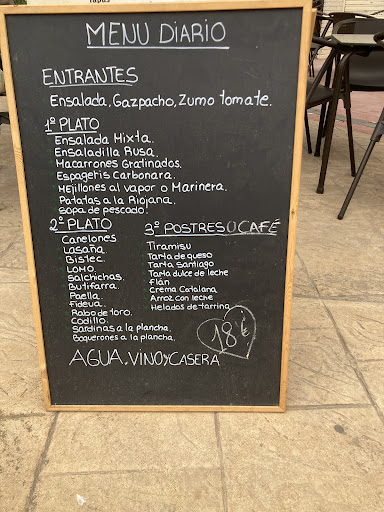 Tapas
MENU DIARIO
ENTRANTES
Ensalada, Gazpacho, Zumo tomate.
1º PLATO
Ensalada Mixta.
Ensaladilla Rusa.
Macarrones Gratinados.
Espagetis Carbonara.
Mejillones al vapor o Marinera.
Patatas a la Riojana.
Sopa de pescado!
2º PLATO
Canelones
Lasaña.
Bistec.
Lomo.
Salchichas.
Butifarra.
Paella.
Fideua.
Rabo de Toro.
Codillo.
Sardinas a la plancha.
Boquerones a la plancha.
3º POSTRES O CAFÉ
Tiramisu
Tarta de queso
Tarta Santiago
Tarta dulce de leche
Flán
Crema Catalana
Arroz con leche
Helados de tarrina
18 €
AGUA, VINO Y CASERA